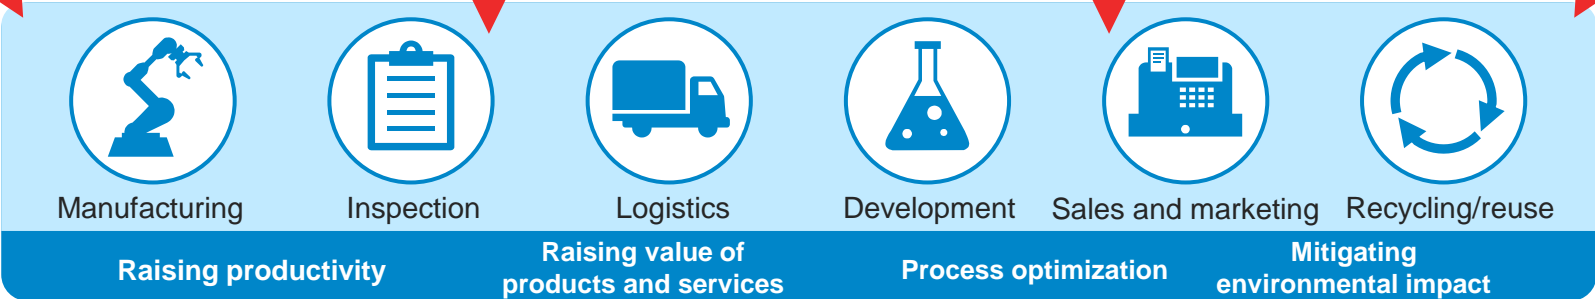 Manufacturing
Inspection
Logistics
Development
Sales and marketing
Recycling/reuse
Raising productivity
Raising value of
products and services
Process optimization
Mitigating
environmental impact